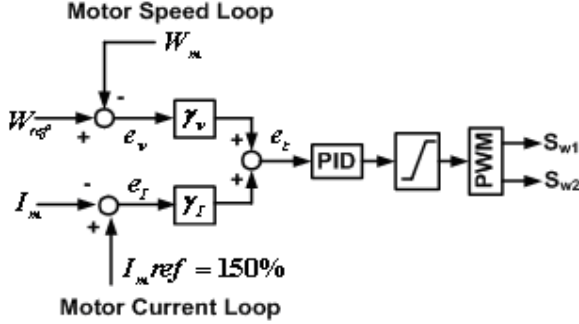 Motor Speed Loop
W_m
-
W_ref
+
e_v
γ_v
+
e_t
PID
PWM
S_w1
S_w2
+
I_m
-
e_I
γ_I
+
I_m ref = 150%
Motor Current Loop